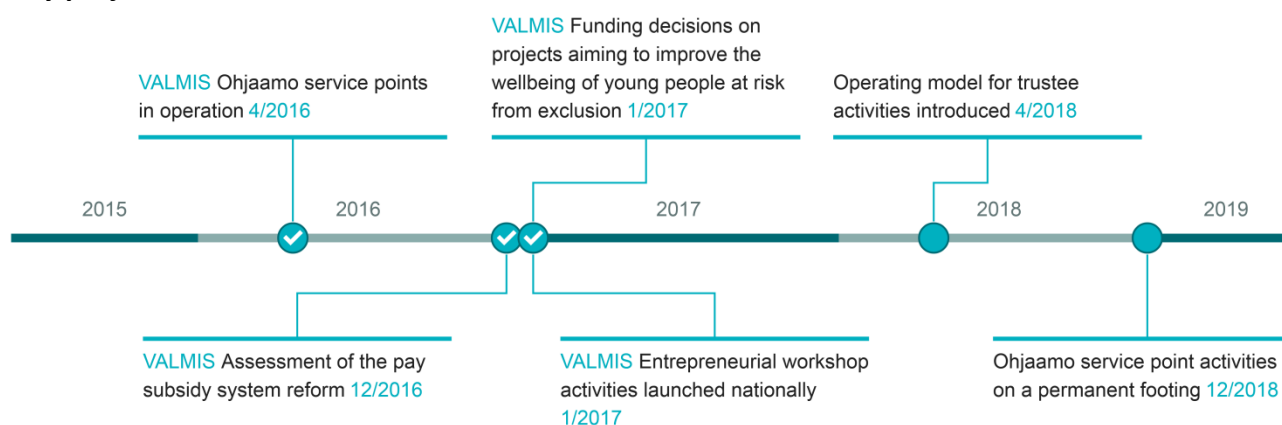 VALMIS Funding decisions on
projects aiming to improve the
wellbeing of young people at risk
from exclusion 1/2017
VALMIS Ohjaamo service points
in operation 4/2016
Operating model for trustee
activities introduced 4/2018
2015
2016
2017
2018
2019
VALMIS Assessment of the pay
subsidy system reform 12/2016
VALMIS Entrepreneurial workshop
activities launched nationally
1/2017
Ohjaamo service point activities
on a permanent footing 12/2018